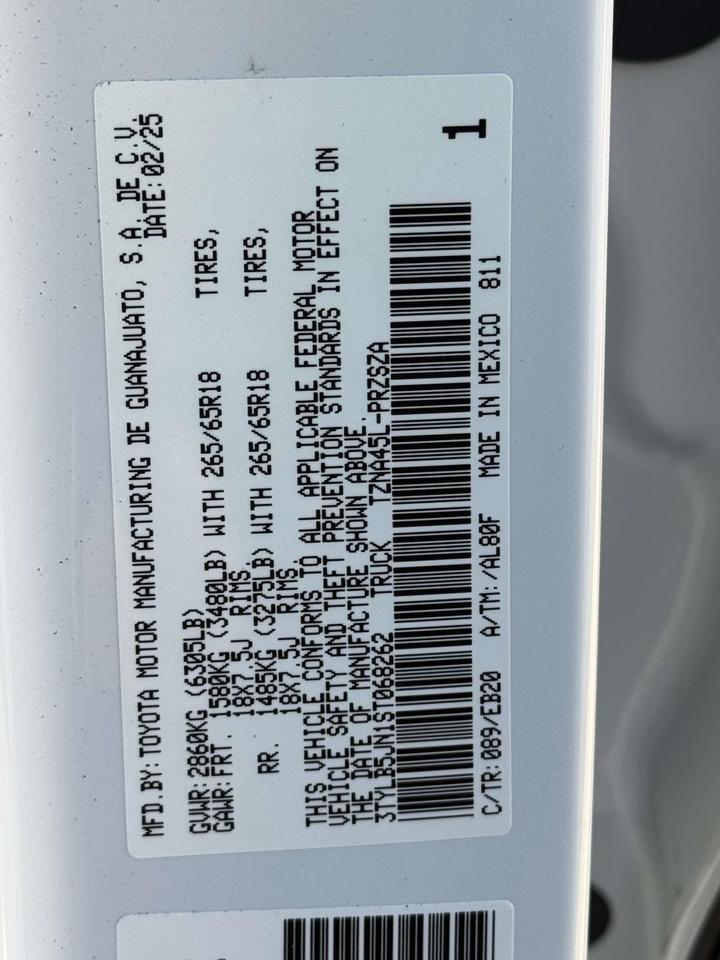 MFD.BY:TOYOTA MOTOR MANUFACTURING DE GUANAJUATO, S.A. DE C.V.
DATE:02/25
GVWR:2860KG (6305LB)
GAWR:FRT. 1580KG (3480LB) WITH 265/65R18 TIRES,
18X7.5J RIMS.
RR. 1485KG (3275LB) WITH 265/65R18 TIRES,
18X7.5J RIMS
THIS VEHICLE CONFORMS TO ALL APPLICABLE FEDERAL MOTOR
VEHICLE SAFETY AND THEFT PREVENTION STANDARDS IN EFFECT ON
THE DATE OF MANUFACTURE SHOWN ABOVE.
3TYLB5JN1ST068262 TRUCK TZNA45L-PRZSZA
1
C/TR:089/EB20 A/TM:/AL80F MADE IN MEXICO 811